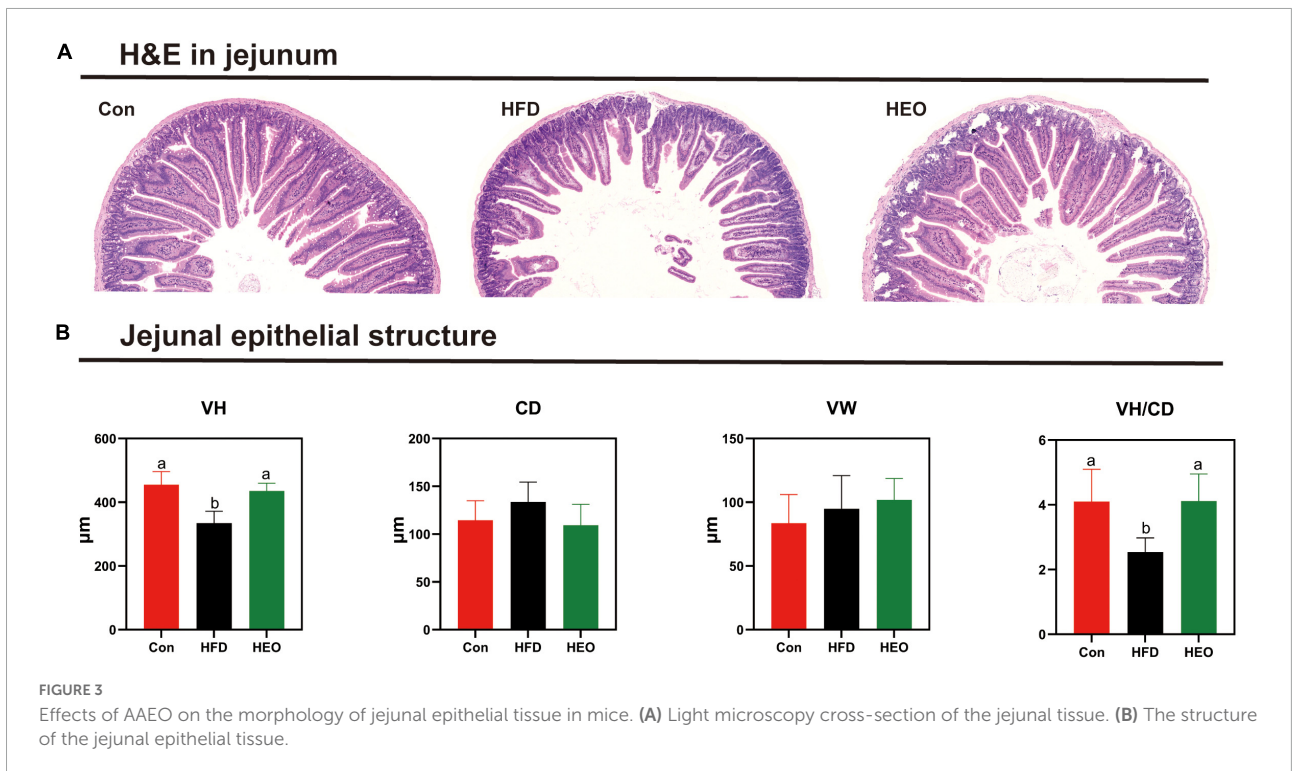 A H&E in jejunum
Con HFD HEO
B Jejunal epithelial structure
VH CD VW VH/CD
600 200 150 6
a a a a
150
400 b 100 4
µm µm 100 µm b
200 50 2
50
0 0 0 0
Con HFD HEO Con HFD HEO Con HFD HEO Con HFD HEO
FIGURE 3
Effects of AAEO on the morphology of jejunal epithelial tissue in mice. (A) Light microscopy cross-section of the jejunal tissue. (B) The structure
of the jejunal epithelial tissue.